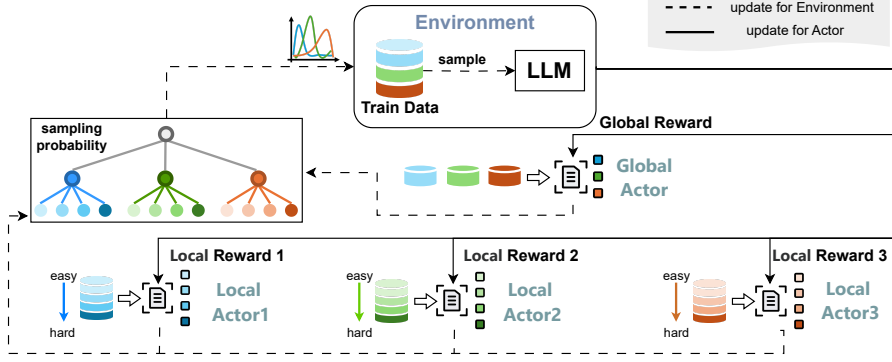 update for Environment
update for Actor
Environment
sample
LLM
Train Data
sampling
probability
Global Reward
Global
Actor
Local Reward 1
easy
hard
Local
Actor1
Local Reward 2
easy
hard
Local
Actor2
Local Reward 3
easy
hard
Local
Actor3